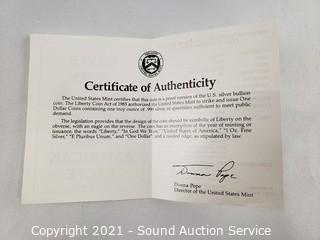 Certificate of Authenticity
The United States Mint certifies that this coin is a proof version of the U.S. silver bullion
coin. The Liberty Coin Act of 1985 authorized the United States Mint to strike and issue One
Dollar Coins containing one troy ounce of .999 silver in quantities sufficient to meet public
demand.
The legislation provides that the design of the coin should be symbolic of Liberty on the
obverse, with an eagle on the reverse. The coin has an inscription of the year of minting or
issuance; the words "Liberty," "In God We Trust," "United States of America," "1 Oz. Fine
Silver," "E Pluribus Unum," and "One Dollar" and a reeded edge, as stipulated by law.
Donna Pope
Donna Pope
Director of the United States Mint
Copyright 2021 - Sound Auction Service